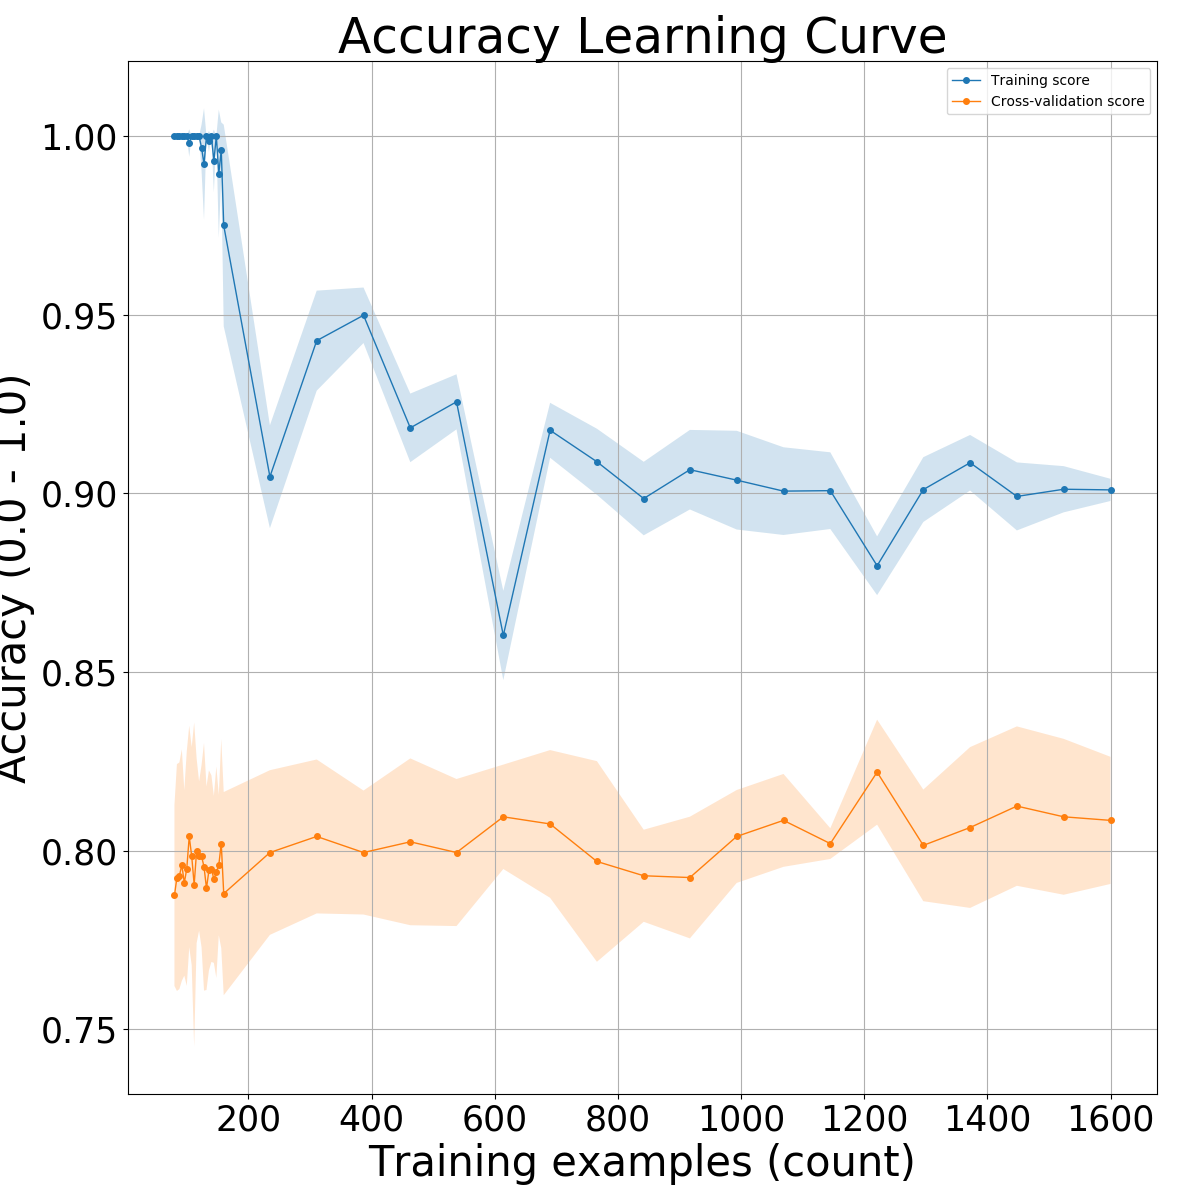 Accuracy Learning Curve
Training score
Cross-validation score
1.00
0.95
0.90
0.85
0.80
0.75
Accuracy (0.0 - 1.0)
200 400 600 800 1000 1200 1400 1600
Training examples (count)